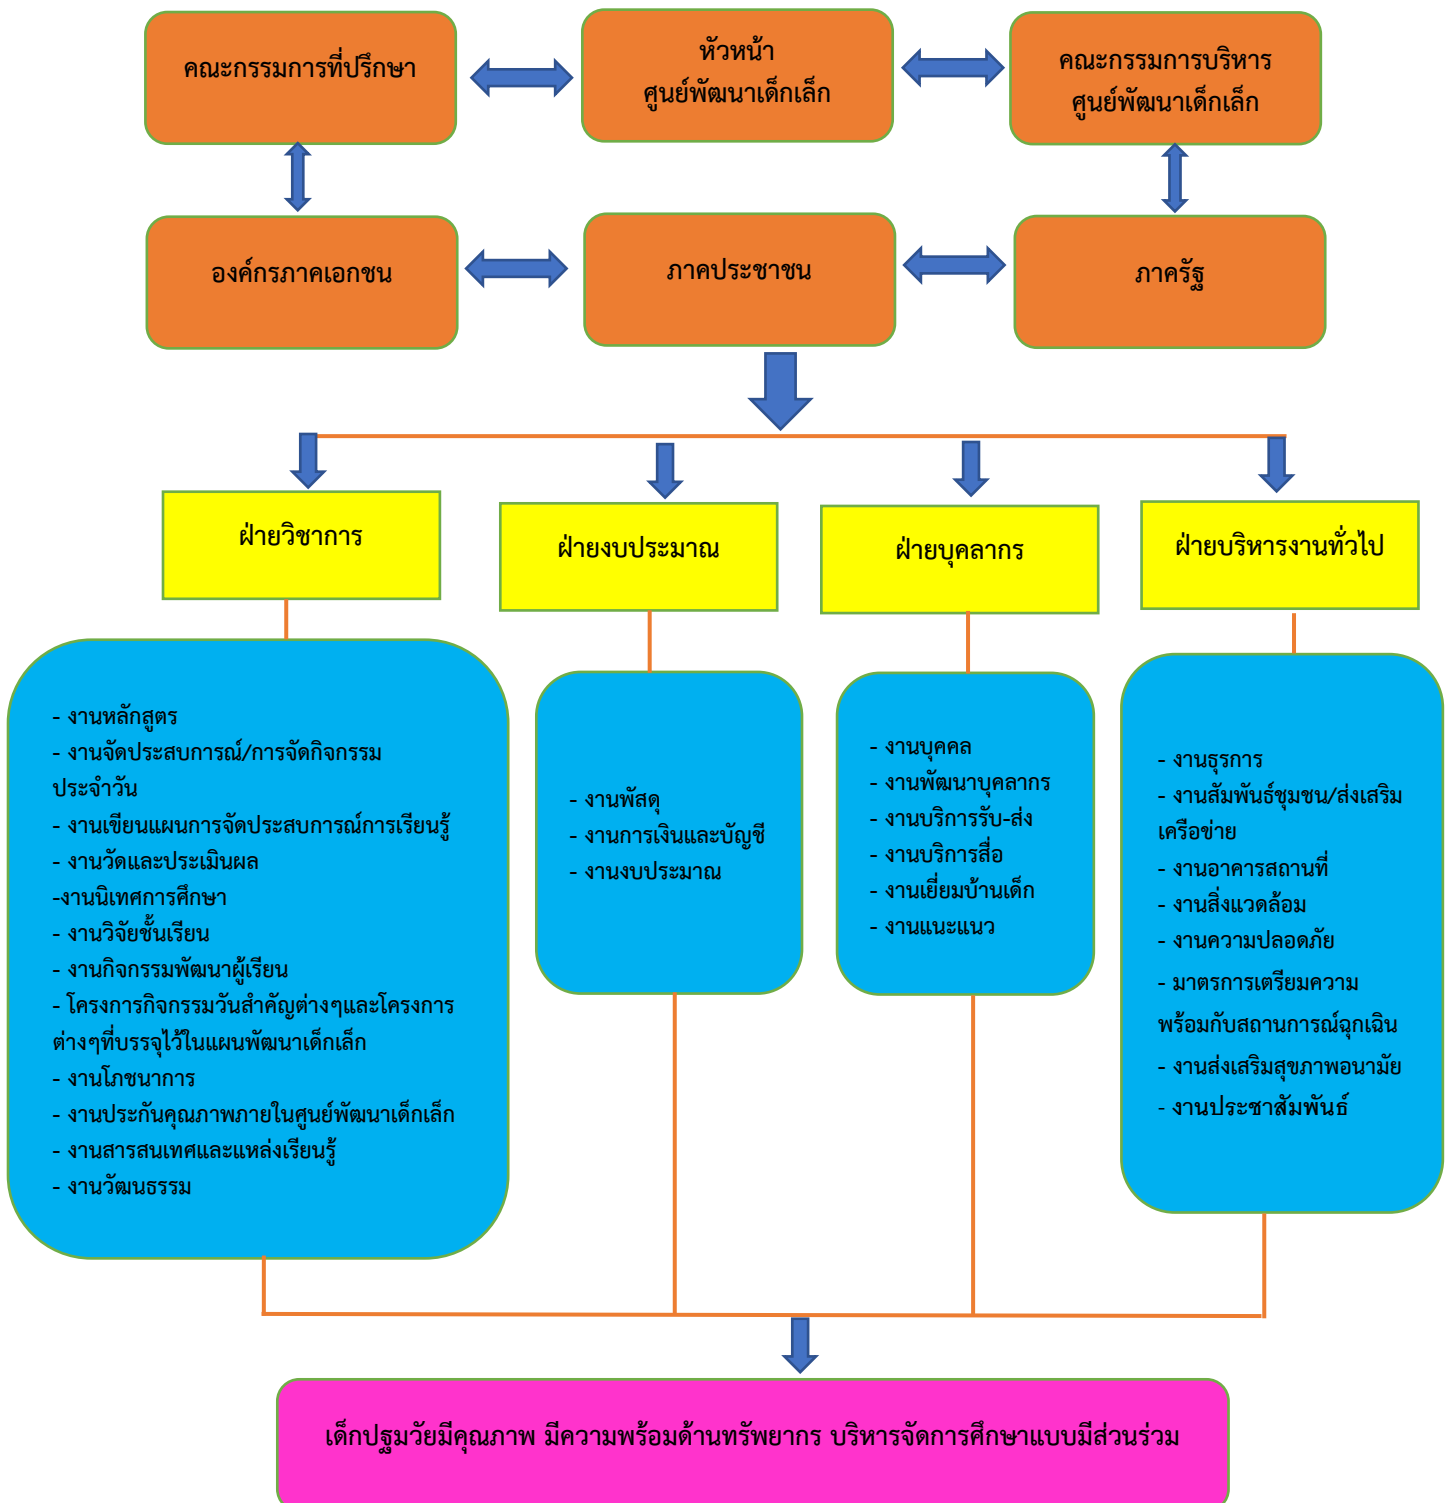 คณะกรรมการที่ปรึกษา
หัวหน้า
ศูนย์พัฒนาเด็กเล็ก
คณะกรรมการบริหาร
ศูนย์พัฒนาเด็กเล็ก
องค์กรภาคเอกชน
ภาคประชาชน
ภาครัฐ
ฝ่ายวิชาการ
ฝ่ายงบประมาณ
ฝ่ายบุคลากร
ฝ่ายบริหารงานทั่วไป
- งานหลักสูตร
- งานจัดประสบการณ์/การจัดกิจกรรม
ประจำวัน
- งานเขียนแผนการจัดประสบการณ์การเรียนรู้
- งานวัดและประเมินผล
-งานนิเทศการศึกษา
- งานวิจัยชั้นเรียน
- งานกิจกรรมพัฒนาผู้เรียน
- โครงการกิจกรรมวันสำคัญต่างๆและโครงการ
ต่างๆที่บรรจุไว้ในแผนพัฒนาเด็กเล็ก
- งานโภชนาการ
- งานประกันคุณภาพภายในศูนย์พัฒนาเด็กเล็ก
- งานสารสนเทศและแหล่งเรียนรู้
- งานวัฒนธรรม
- งานพัสดุ
- งานการเงินและบัญชี
- งานงบประมาณ
- งานบุคคล
- งานพัฒนาบุคลากร
- งานบริการรับ-ส่ง
- งานบริการสื่อ
- งานเยี่ยมบ้านเด็ก
- งานแนะแนว
- งานธุรการ
- งานสัมพันธ์ชุมชน/ส่งเสริม
เครือข่าย
- งานอาคารสถานที่
- งานสิ่งแวดล้อม
- งานความปลอดภัย
- มาตรการเตรียมความ
พร้อมกับสถานการณ์ฉุกเฉิน
- งานส่งเสริมสุขภาพอนามัย
- งานประชาสัมพันธ์
เด็กปฐมวัยมีคุณภาพ มีความพร้อมด้านทรัพยากร บริหารจัดการศึกษาแบบมีส่วนร่วม